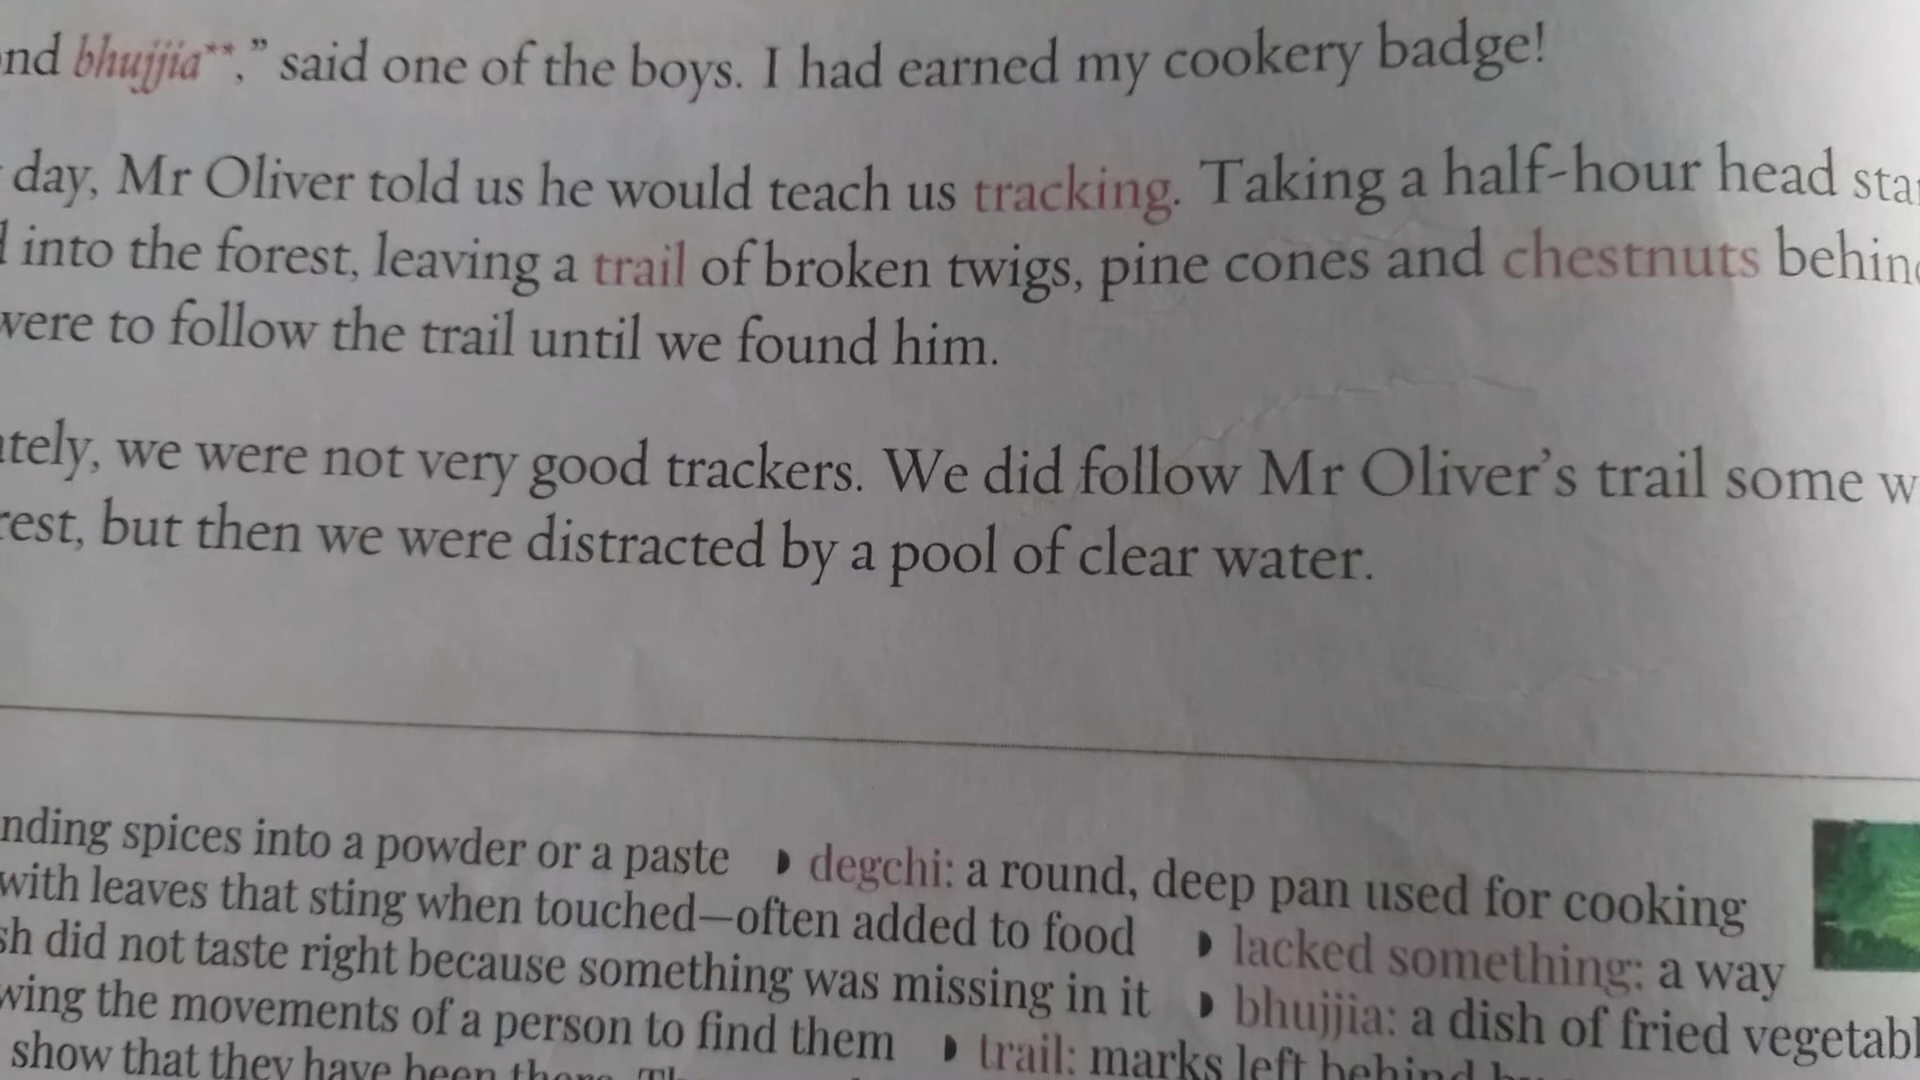 nd bhujjia**,” said one of the boys. I had earned my cookery badge!
day, Mr Oliver told us he would teach us tracking. Taking a half-hour head
into the forest, leaving a trail of broken twigs, pine cones and chestnuts behin
were to follow the trail until we found him.
tely, we were not very good trackers. We did follow Mr Oliver’s trail some w
rest, but then we were distracted by a pool of clear water.
nding spices into a powder or a paste ◗ degchi: a round, deep pan used for cooking
with leaves that sting when touched—often added to food ◗ lacked something: a way
sh did not taste right because something was missing in it ◗ bhujjia: a dish of fried vegetabl
wing the movements of a person to find them ◗ trail: marks left behind
show that they have been there.